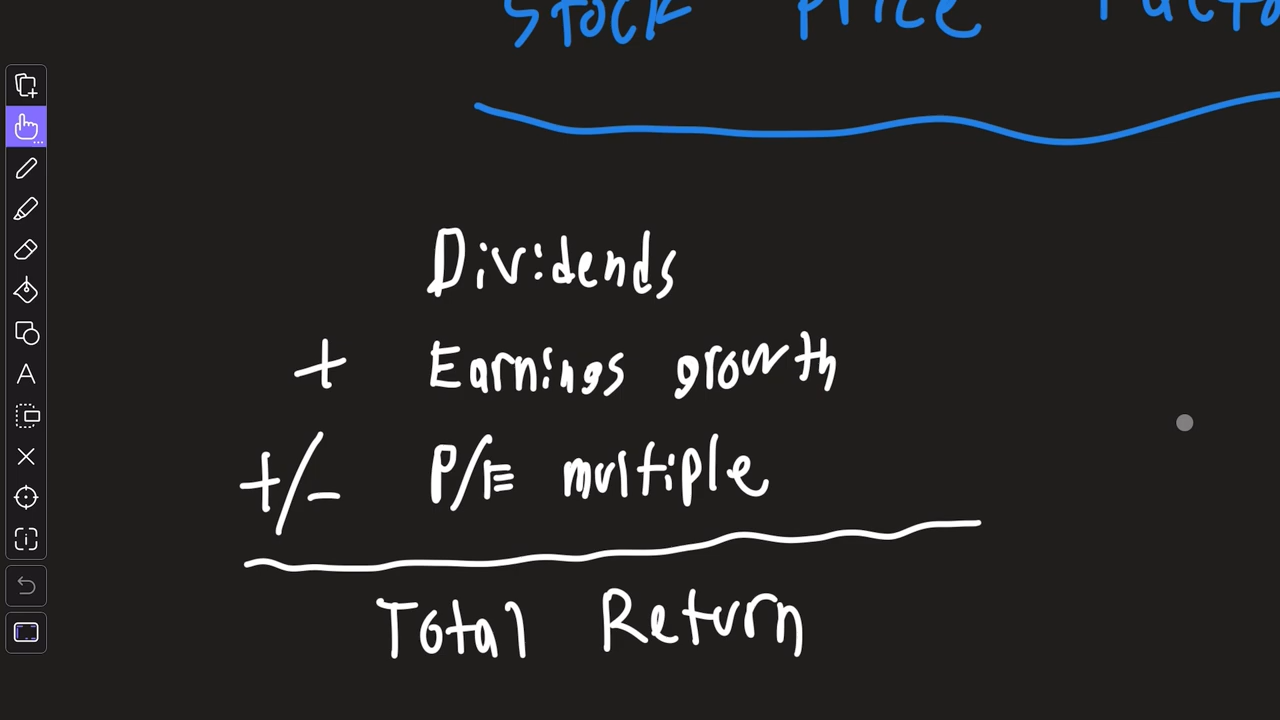 Stock Price
Dividends
+ Earnings growth
+/- P/E multiple
Total Return